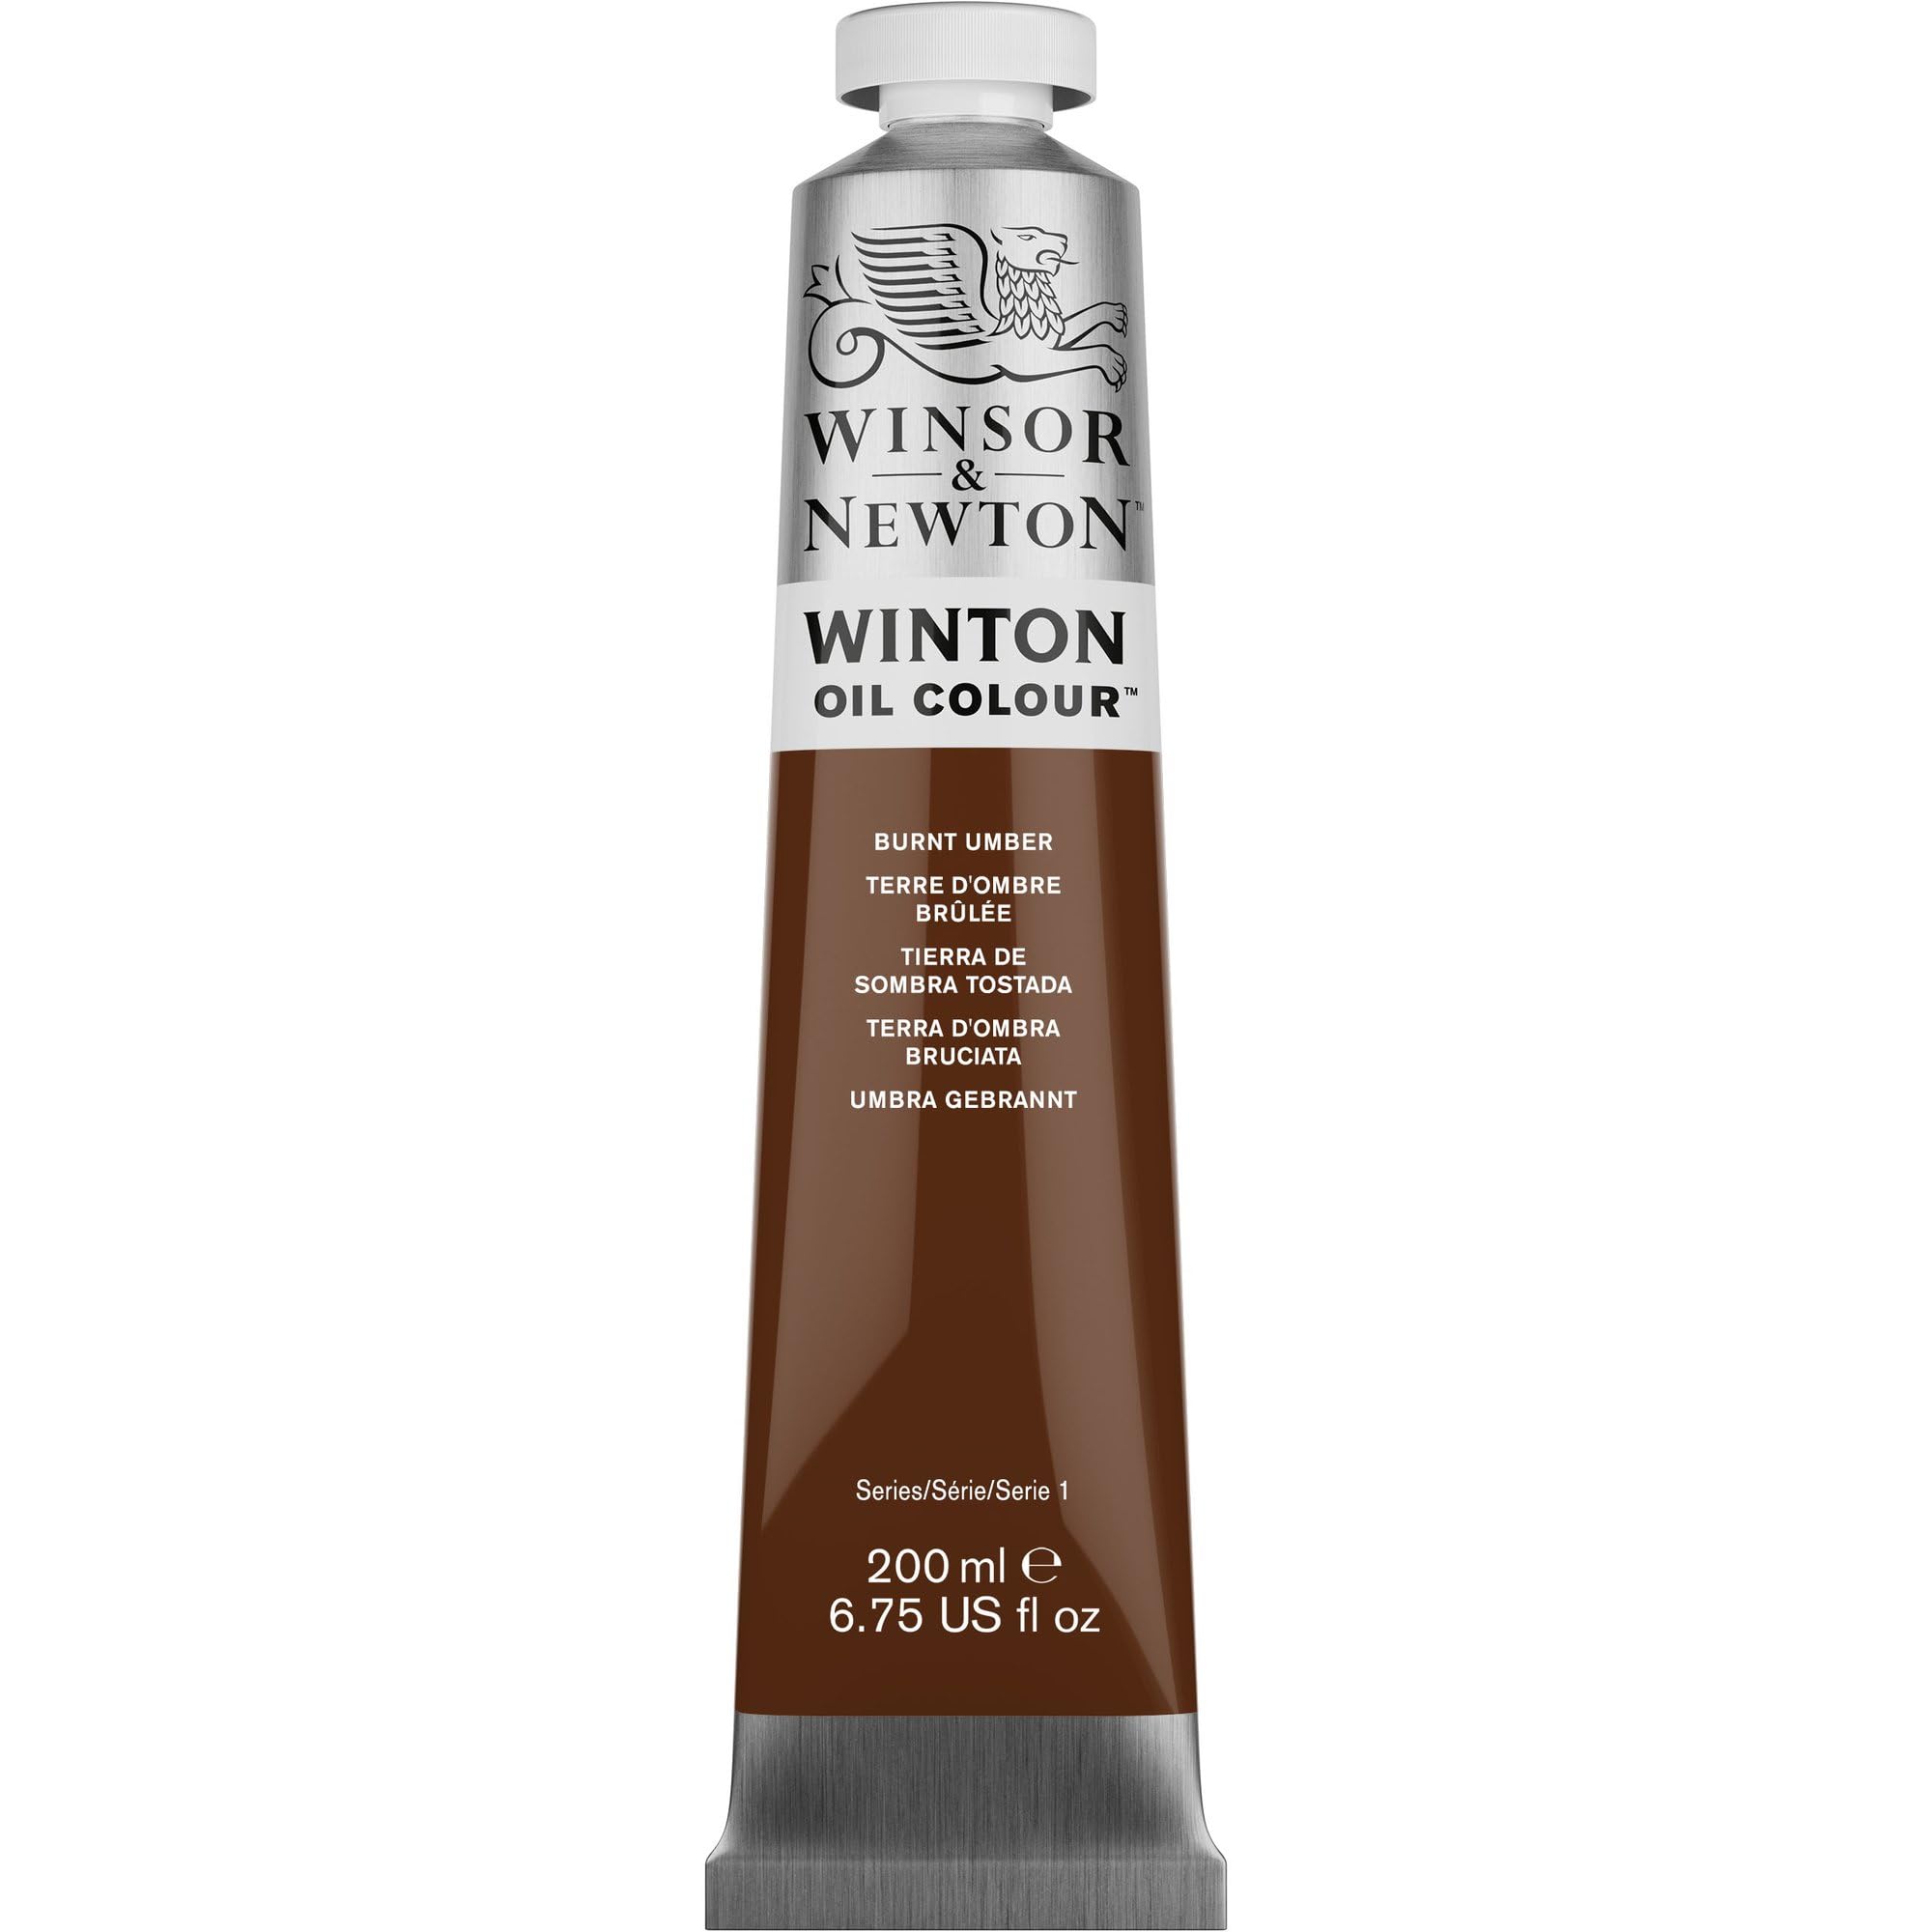 WINSOR
&
NEWTON™
WINTON
OIL COLOUR™
BURNT UMBER
TERRE D'OMBRE
BRÛLÉE
TIERRA DE
SOMBRA TOSTADA
TERRA D'OMBRA
BRUCIATA
UMBRA GEBRANNT
Series/Série/Serie 1
200 ml ℮
6.75 US fl oz